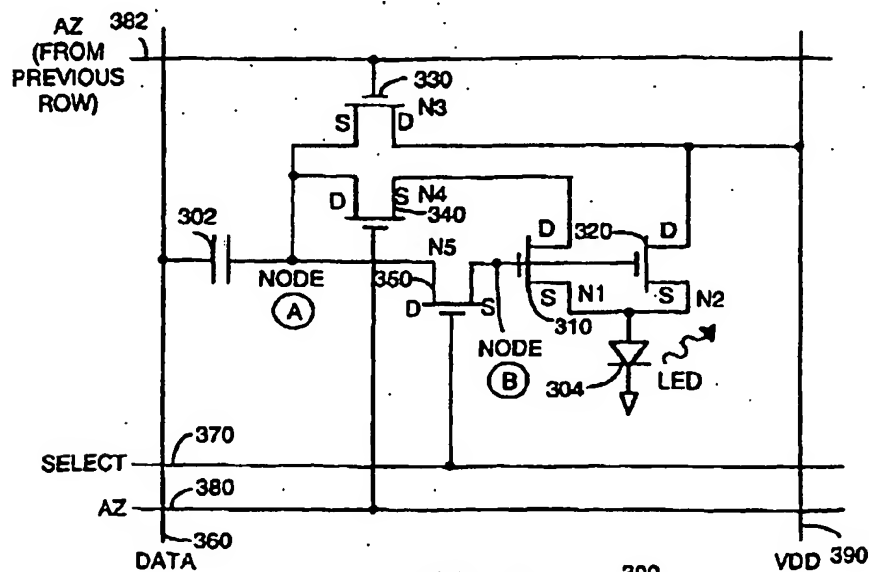 AZ 382
(FROM
PREVIOUS
ROW)
330
N3
S D
D S N4
340
302
N5
D 320 D
NODE
A
350
S N1 S N2
D S
310
NODE
B
304 LED
370
SELECT
380
AZ
360 390
DATA VDD